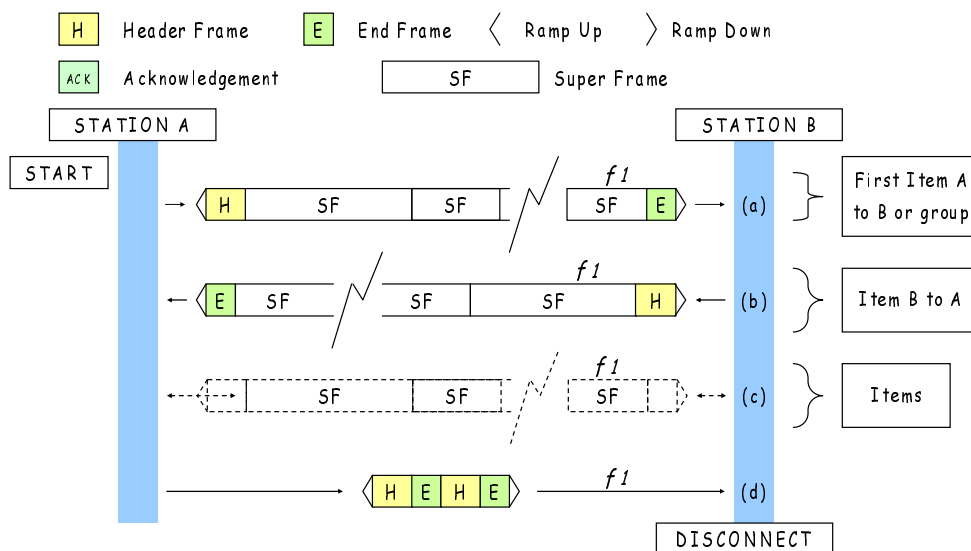 H Header Frame E End Frame Ramp Up Ramp Down
ACK Acknowledgement SF Super Frame
STATION A STATION B
START
f1
H SF SF SF E (a)
First Item A
to B or group
f1
E SF SF SF H (b)
Item B to A
f1
SF SF SF (c)
Items
H E H E f1 (d)
DISCONNECT